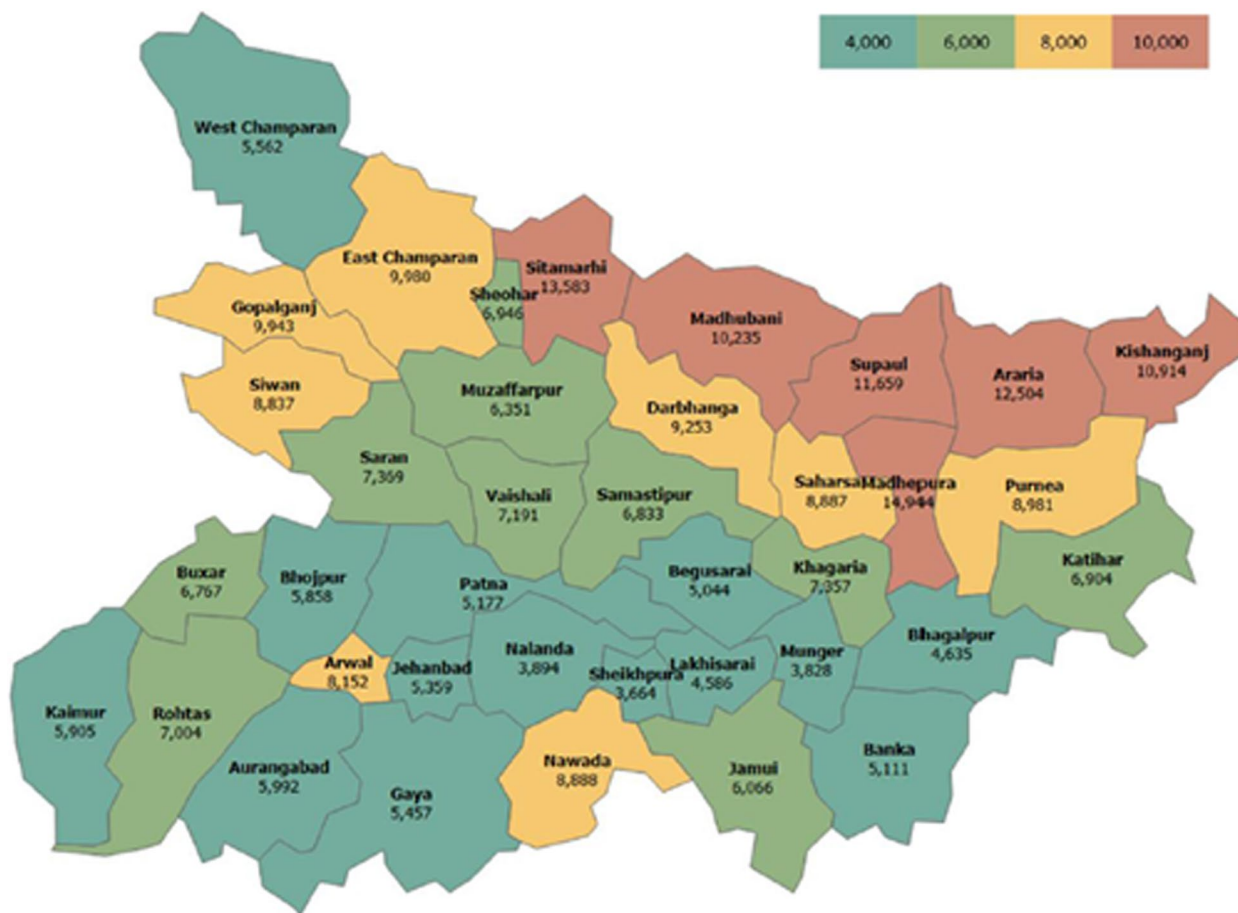 4,000 6,000 8,000 10,000
West Champaran
5,562
East Champaran
9,980
Sitamarhi
13,583
Sheohar
6,946
Gopalganj
9,943
Madhubani
10,235
Supaul
11,659
Araria
12,504
Kishanganj
10,914
Siwan
8,837
Muzaffarpur
6,351
Darbhanga
9,253
Saran
7,369
Vaishali
7,191
Samastipur
6,833
Saharsa
8,887
Madhepura
14,944
Purnea
8,981
Katihar
6,904
Buxar
6,767
Bhojpur
5,858
Patna
5,177
Begusarai
5,044
Khagaria
7,357
Bhagalpur
4,635
Arwal
8,152
Jehanbad
5,359
Nalanda
3,894
Sheikhpura
3,664
Lakhisarai
4,586
Munger
3,828
Kaimur
5,905
Rohtas
7,004
Aurangabad
5,992
Gaya
5,457
Nawada
8,888
Jamui
6,066
Banka
5,111